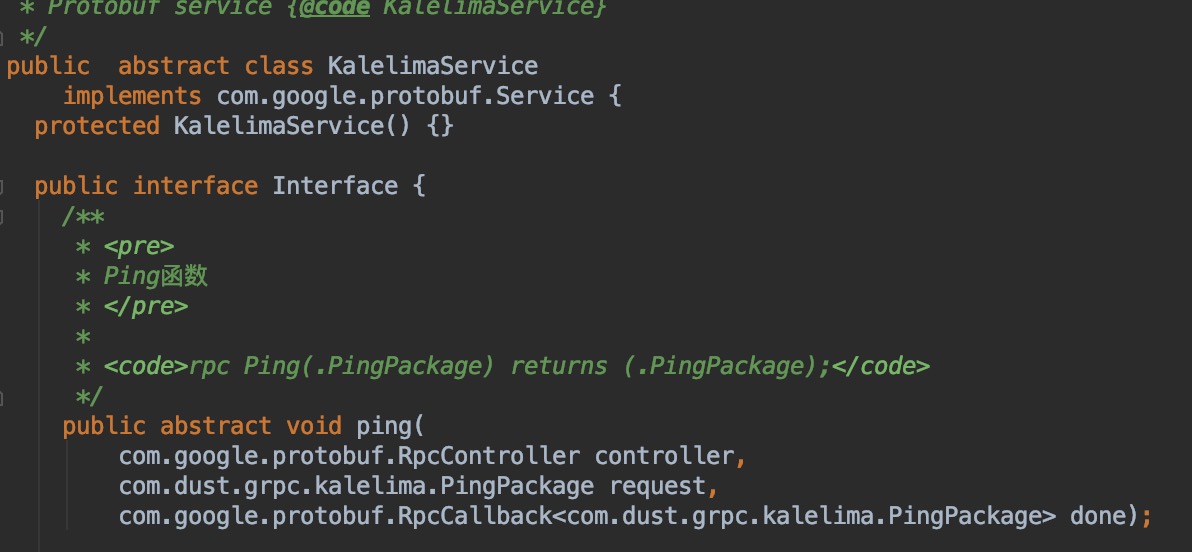 * Protobuf service {@code KalelimaService}
*/
public  abstract class KalelimaService
    implements com.google.protobuf.Service {
  protected KalelimaService() {}

  public interface Interface {
    /**
     * <pre>
     * Ping函数
     * </pre>
     *
     * <code>rpc Ping(.PingPackage) returns (.PingPackage);</code>
     */
    public abstract void ping(
        com.google.protobuf.RpcController controller,
        com.dust.grpc.kalelima.PingPackage request,
        com.google.protobuf.RpcCallback<com.dust.grpc.kalelima.PingPackage> done);